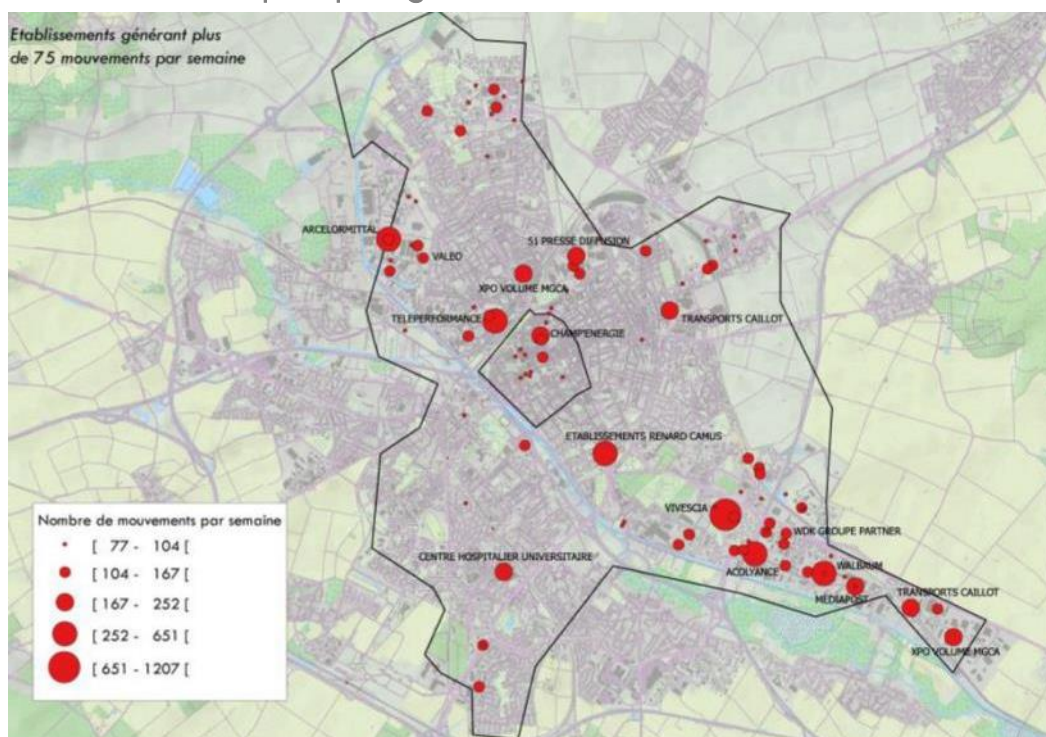 Etablissements générant plus
de 75 mouvements par semaine
ARCELORMITTAL
VALEO
51 PRESSE DIFFUSION
XPO VOLUME MGCA
TELEPERFORMANCE
TRANSPORTS CAILLOT
CHAMP'ENERGIE
ETABLISSEMENTS RENARD CAMUS
VIVESCIA
WDK GROUPE PARTNER
CENTRE HOSPITALIER UNIVERSITAIRE
ACOLYANCE
WALBAUM
MEDIAPOST
TRANSPORTS CAILLOT
XPO VOLUME MGCA
Nombre de mouvements par semaine
[ 77 - 104 [
[ 104 - 167 [
[ 167 - 252 [
[ 252 - 651 [
[ 651 - 1207 [